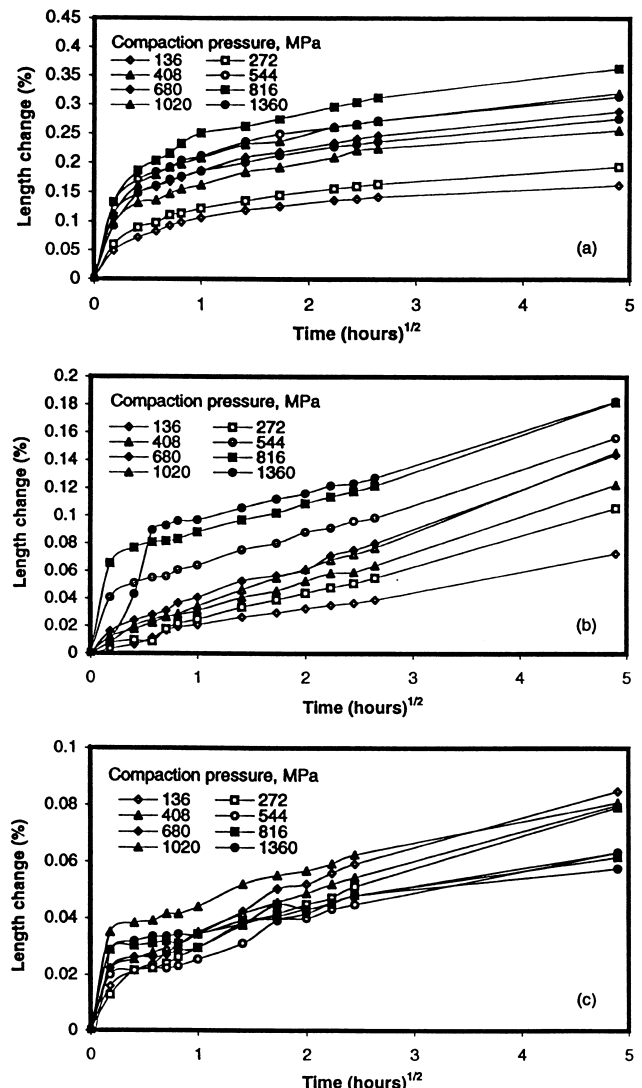 0.45
0.4
0.35
0.3
0.25
0.2
0.15
0.1
0.05
0
Length change (%)
Compaction pressure, MPa
136 272
408 544
680 816
1020 1360
(a)
0 1 2 3 4 5
Time (hours)1/2
0.2
0.18
0.16
0.14
0.12
0.1
0.08
0.06
0.04
0.02
0
Length change (%)
Compaction pressure, MPa
136 272
408 544
680 816
1020 1360
(b)
0 1 2 3 4 5
Time (hours)1/2
0.1
0.08
0.06
0.04
0.02
0
Length change (%)
Compaction pressure, MPa
136 272
408 544
680 816
1020 1360
(c)
0 1 2 3 4 5
Time (hours)1/2